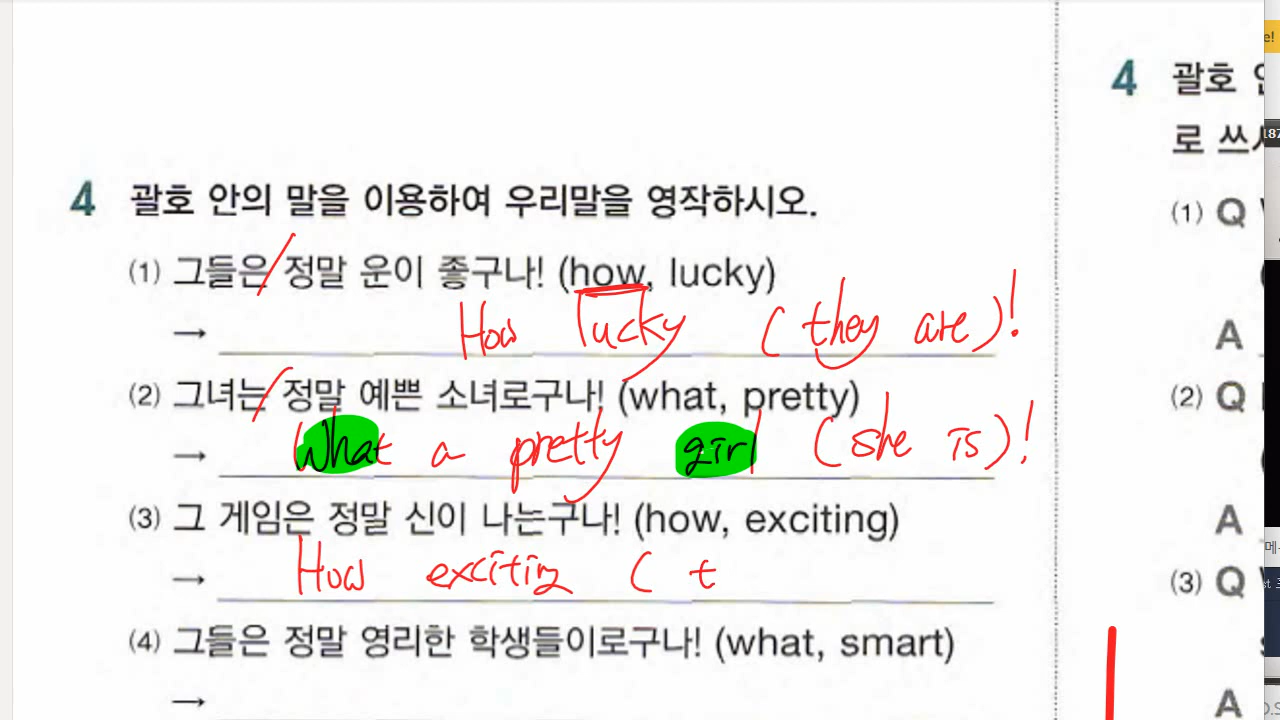 4 괄호 안의 말을 이용하여 우리말을 영작하시오.
(1) 그들은 정말 운이 좋구나! (how, lucky)
→ How lucky (they are)!
(2) 그녀는 정말 예쁜 소녀로구나! (what, pretty)
→ What a pretty girl (she is)!
(3) 그 게임은 정말 신이 나는구나! (how, exciting)
→ How exciting ( t
(4) 그들은 정말 영리한 학생들이로구나! (what, smart)
→
4 괄호
로 쓰시
(1) Q
A
(2) Q
A
(3) Q
A
e!
187